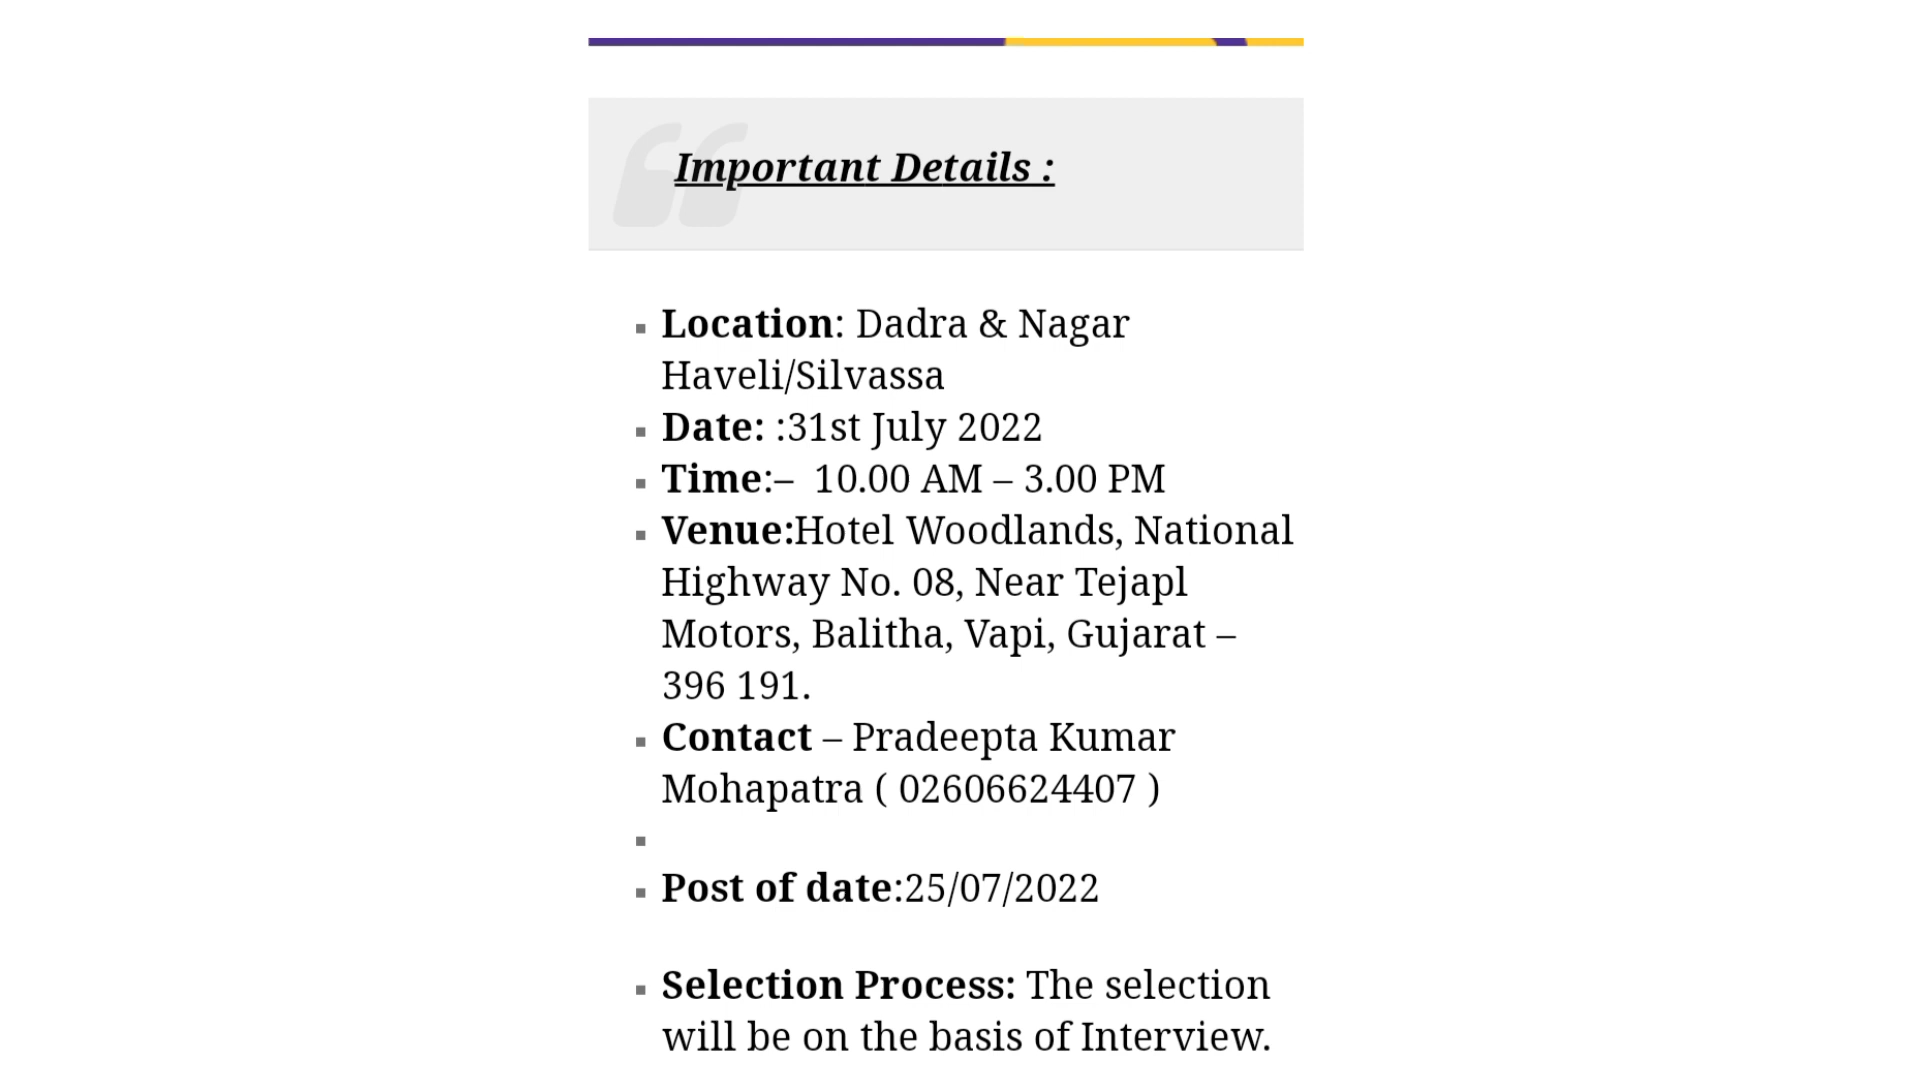 Important Details :
Location: Dadra & Nagar
Haveli/Silvassa
Date: :31st July 2022
Time:–  10.00 AM – 3.00 PM
Venue:Hotel Woodlands, National
Highway No. 08, Near Tejapl
Motors, Balitha, Vapi, Gujarat –
396 191.
Contact – Pradeepta Kumar
Mohapatra ( 02606624407 )
Post of date:25/07/2022
Selection Process: The selection
will be on the basis of Interview.